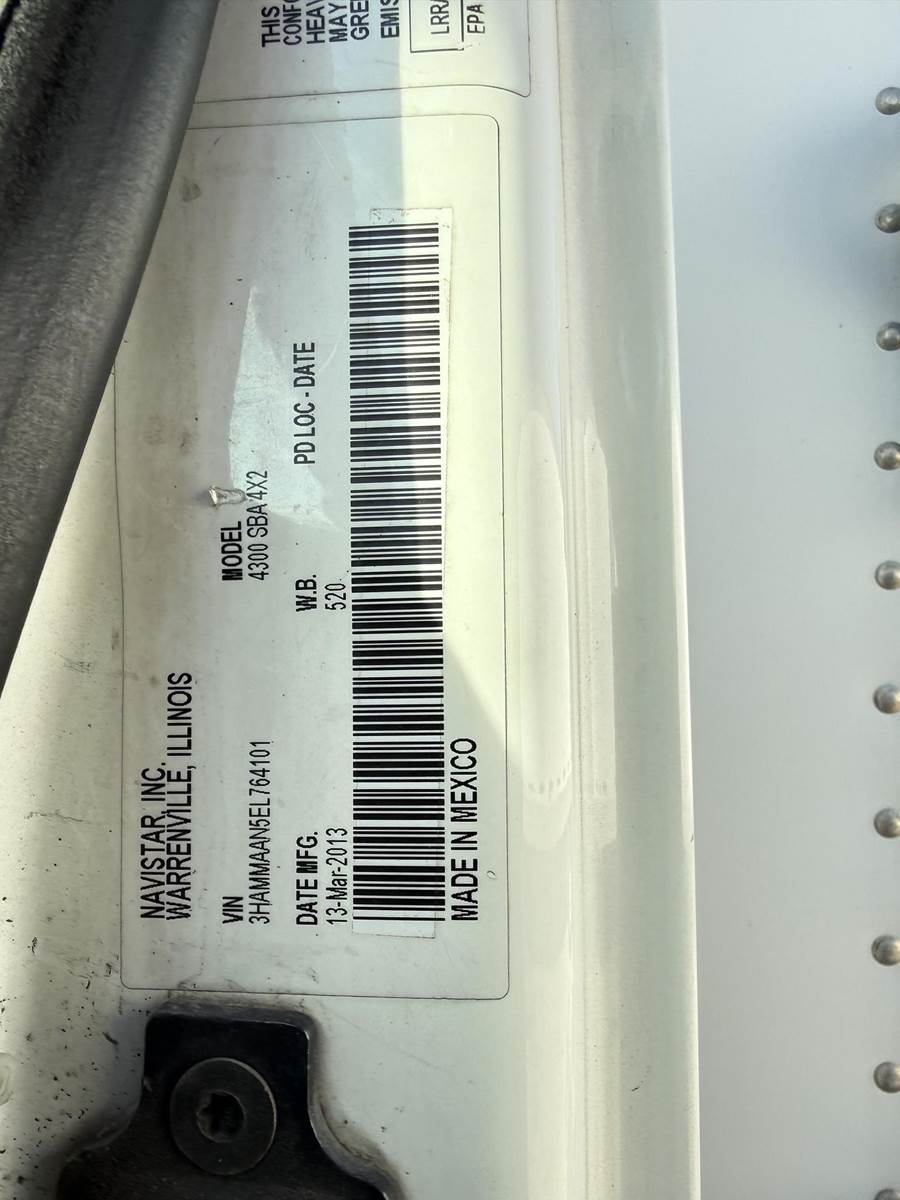 THIS
CONF
HEAV
MAY
GRE
EMIS
LRR
EPA
NAVISTAR, INC.
WARRENVILLE, ILLINOIS
VIN
3HAMMAAN5EL764101
MODEL
4300 SBA 4X2
DATE MFG.
13-Mar-2013
W.B.
520
PD LOC - DATE
MADE IN MEXICO